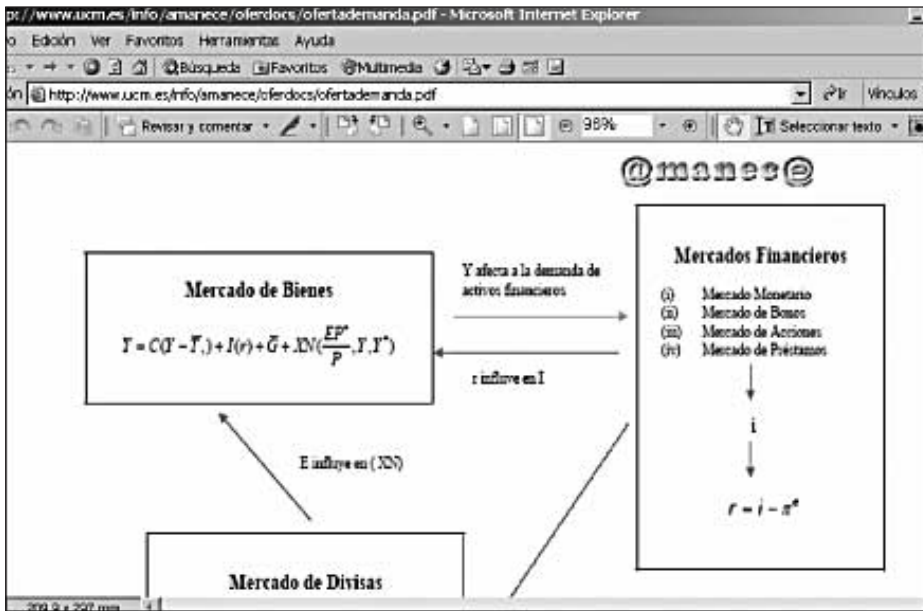 p://www.ucm.es/info/amanece/oferdocs/ofertademanda.pdf - Microsoft Internet Explorer
o Edición Ver Favoritos Herramientas Ayuda
Búsqueda Favoritos Multimedia
ón http://www.ucm.es/info/amanece/oferdocs/ofertademanda.pdf Ir Vínculos
Revisar y comentar 98% Seleccionar texto
@manec@
Mercado de Bienes
Y = C(Y − T̄,) + I(r) + Ḡ + XN(EP*/P, Y, Y*)
Y afecta a la demanda de
activos financieros
r influye en I
Mercados Financieros
(i) Mercado Monetario
(ii) Mercado de Bonos
(iii) Mercado de Acciones
(iv) Mercado de Préstamos
i
r = i − πᵉ
E influye en (XN)
Mercado de Divisas
209,9 x 297 mm